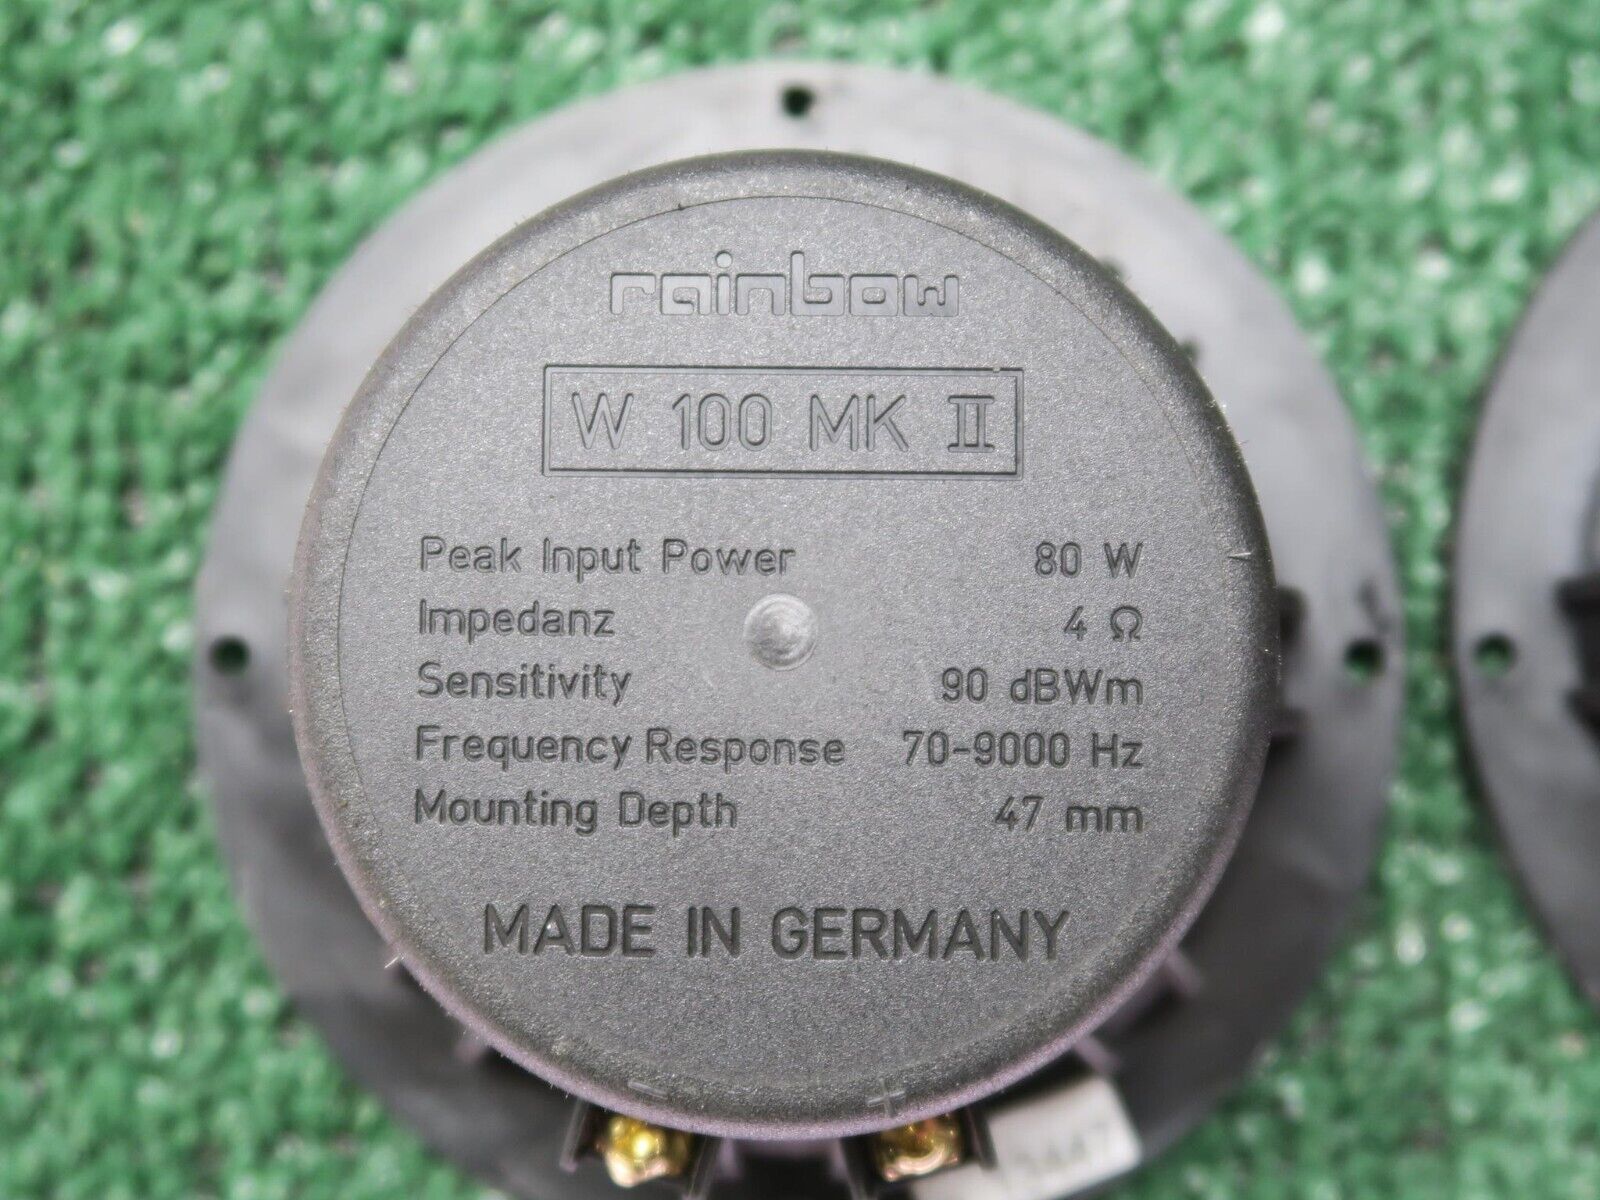 rainbow
W 100 MK II
Peak Input Power 80 W
Impedanz 4 Ω
Sensitivity 90 dBWm
Frequency Response 70-9000 Hz
Mounting Depth 47 mm
MADE IN GERMANY
- +